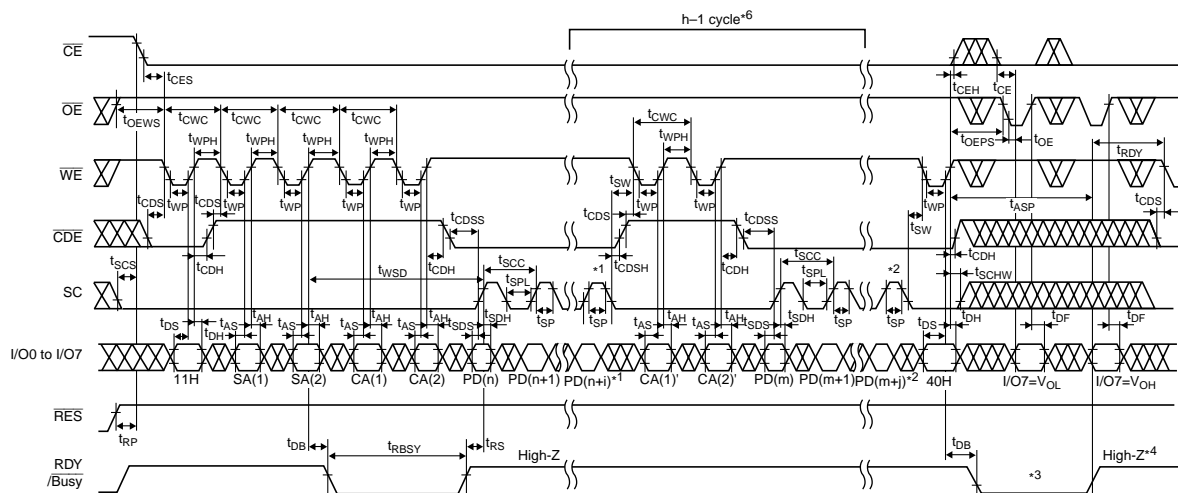 h–1 cycle*6
CE
tCES
tCEH
tCE
OE
tOEWS
tCWC tCWC tCWC tCWC
tCWC
tOEPS
tOE
tWPH tWPH tWPH tWPH
tWPH
tRDY
WE
tWP tWP tWP tWP tWP
tSW
tWP tWP
tSW
tWP
tASP
tCDS
tCDS
tCDSS
tCDS
tCDSS
tCDS
CDE
tCDH
tCDH
tCDSH
tCDH
tCDH
tSCS
tWSD
tSCC
tSPL
*1
tSCC
tSPL
*2
tSCHW
SC
tSP
tSP
tSP
tSP
tDS
tDH
tAS
tAH
tAS
tAH
tAS
tAH
tAS
tAH
tSDS
tSDH
tAS
tAH
tAS
tAH
tSDS
tSDH
tDS
tDH
tDF
tDF
I/O0 to I/O7
11H SA(1) SA(2) CA(1) CA(2) PD(n) PD(n+1) PD(n+i)*1 CA(1)' CA(2)' PD(m) PD(m+1) PD(m+j)*2 40H I/O7=VOL I/O7=VOH
RES
tRP
tDB
tRBSY
tRS
tDB
RDY
/Busy
High-Z
*3
High-Z*4